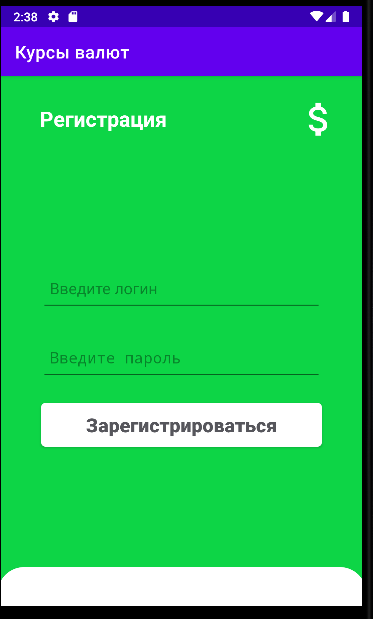 2:38
Курсы валют
Регистрация $
Введите логин
Введите пароль
Зарегистрироваться